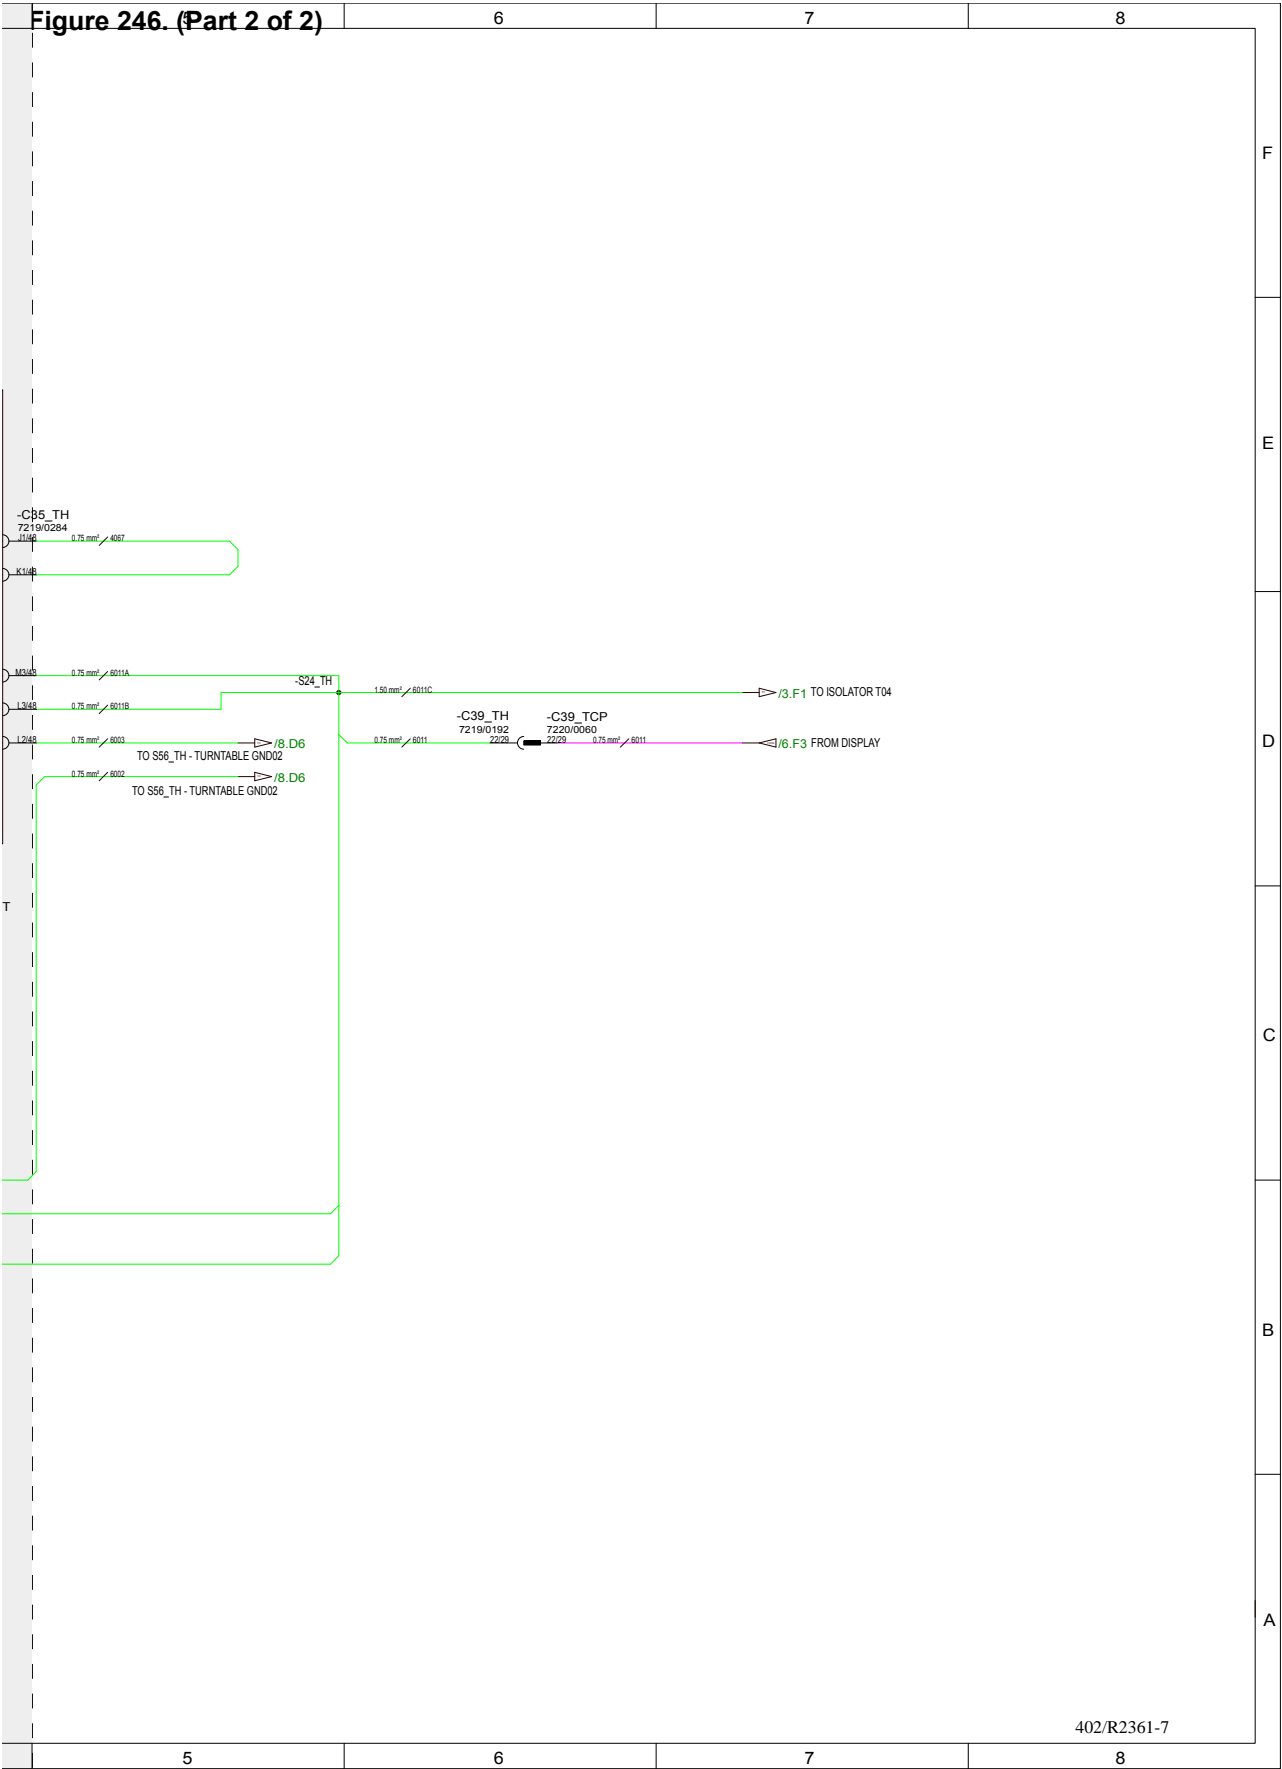 Figure 246. (Part 2 of 2)
5 6 7 8
F
E
-C35_TH
7219/0284
J1/48 0.75 mm² 4067
K1/48
M3/48 0.75 mm² 6011A
-S24_TH
1.50 mm² 6011C /3.F1 TO ISOLATOR T04
L3/48 0.75 mm² 6011B
-C39_TH -C39_TCP
7219/0192 7220/0060
L2/48 0.75 mm² 6003 /8.D6 0.75 mm² 6011 22/29 22/29 0.75 mm² 6011 /6.F3 FROM DISPLAY
D
TO S56_TH - TURNTABLE GND02
0.75 mm² 6002 /8.D6
TO S56_TH - TURNTABLE GND02
T
C
B
A
402/R2361-7
5 6 7 8